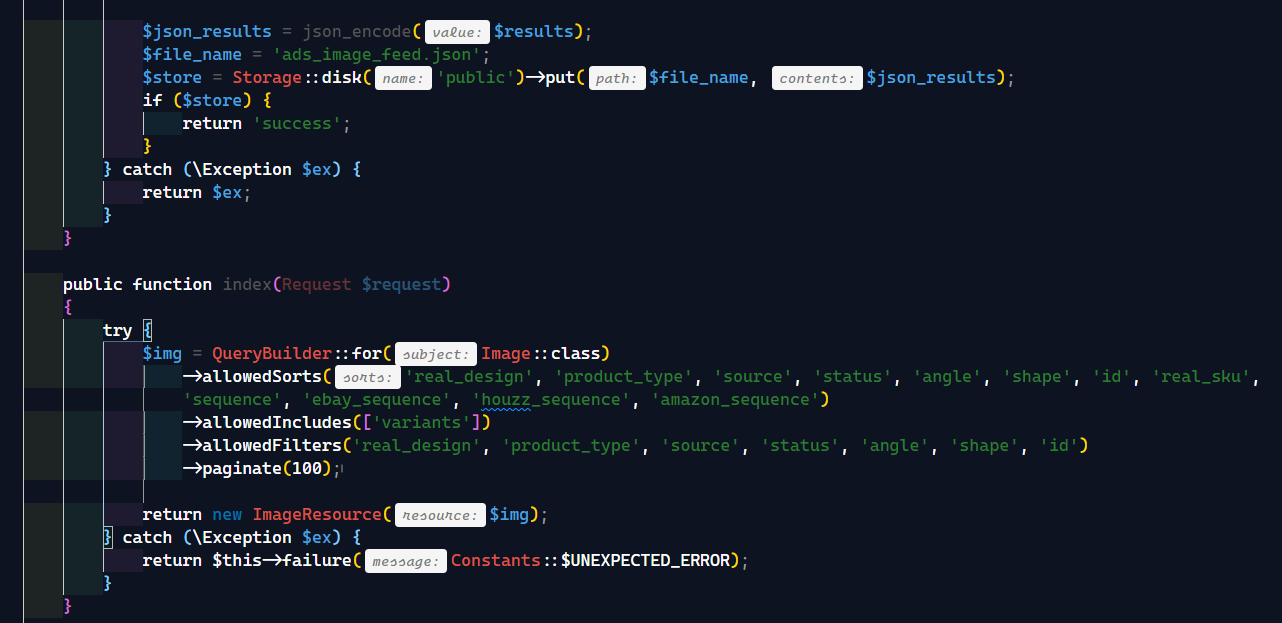 $json_results = json_encode( value: $results);
$file_name = 'ads_image_feed.json';
$store = Storage::disk( name: 'public')->put( path: $file_name, contents: $json_results);
if ($store) {
return 'success';
}
} catch (\Exception $ex) {
return $ex;
}
}
public function index(Request $request)
{
try {
$img = QueryBuilder::for( subject: Image::class)
->allowedSorts( sorts: 'real_design', 'product_type', 'source', 'status', 'angle', 'shape', 'id', 'real_sku',
'sequence', 'ebay_sequence', 'houzz_sequence', 'amazon_sequence')
->allowedIncludes(['variants'])
->allowedFilters('real_design', 'product_type', 'source', 'status', 'angle', 'shape', 'id')
->paginate(100);
return new ImageResource( resource: $img);
} catch (\Exception $ex) {
return $this->failure( message: Constants::$UNEXPECTED_ERROR);
}
}